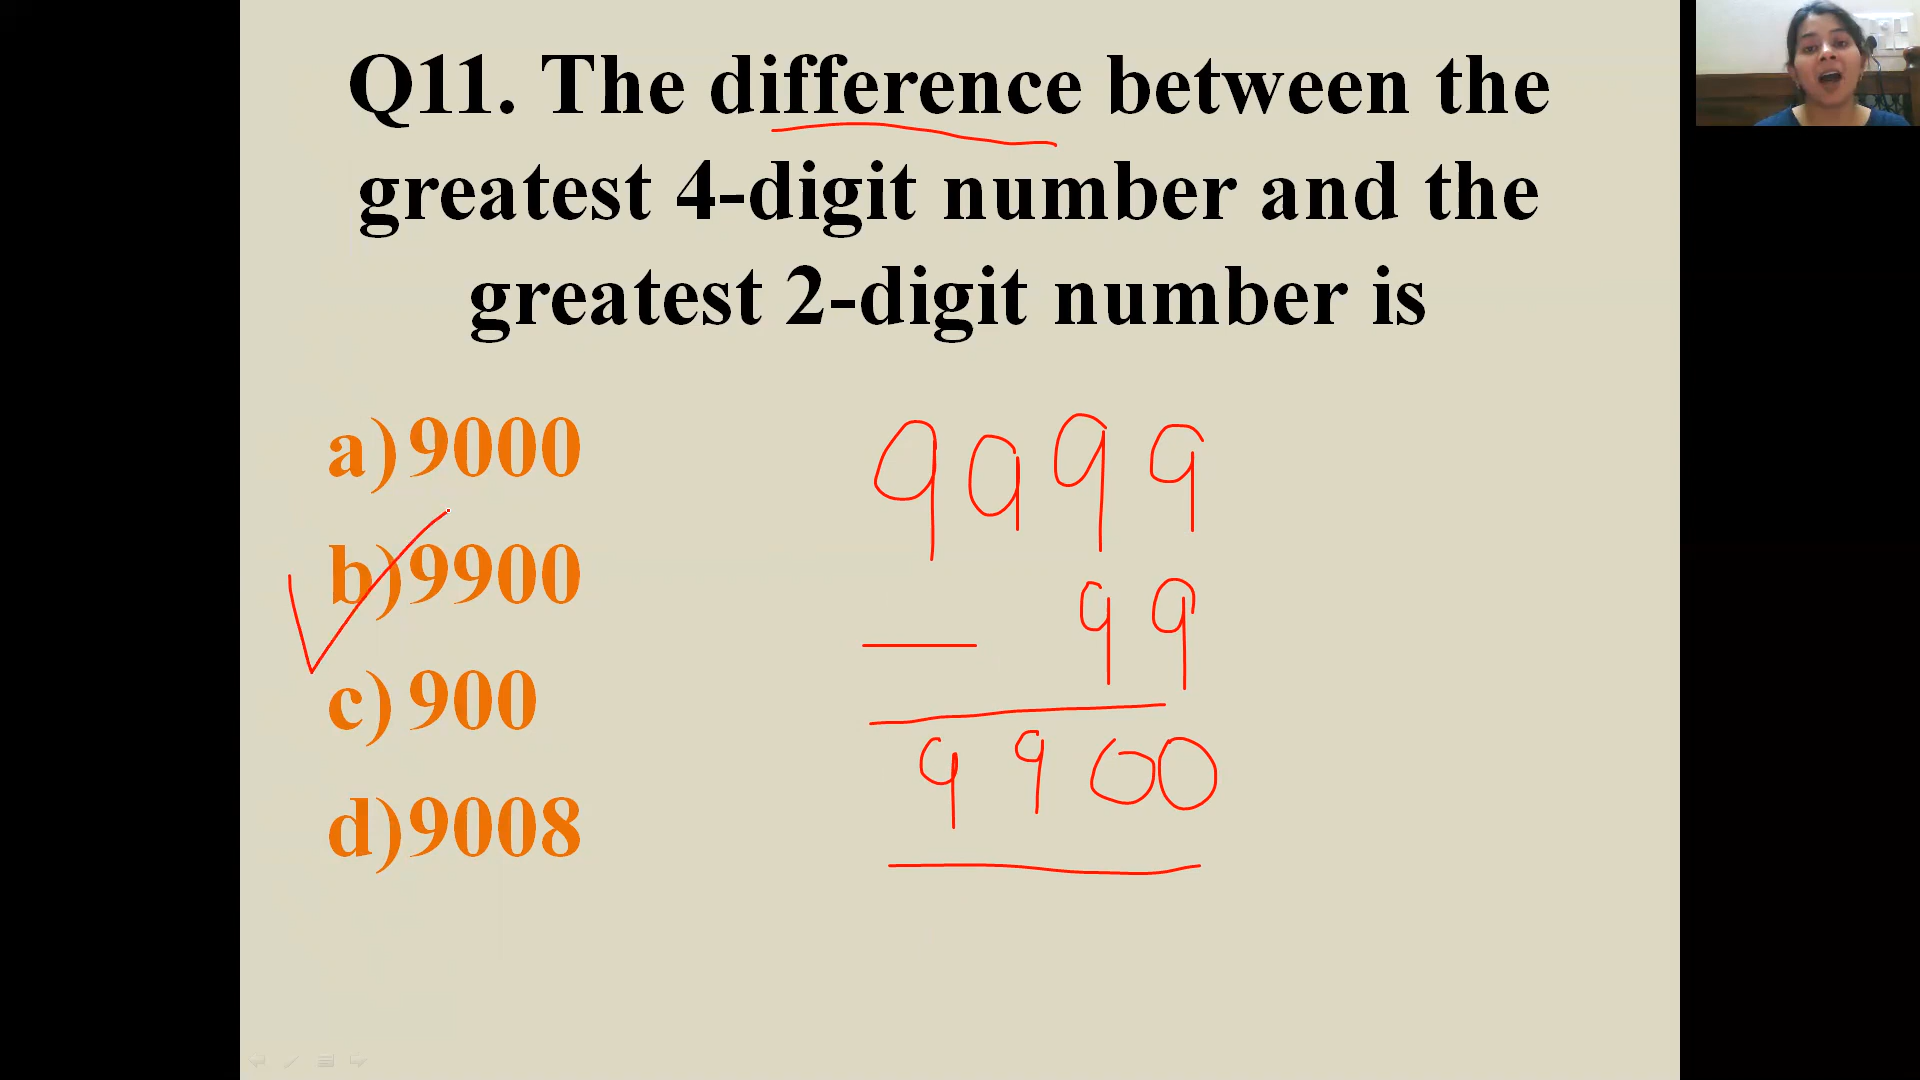 Q11. The difference between the
greatest 4-digit number and the
greatest 2-digit number is
a) 9000
b) 9900
c) 900
d) 9008
9999
— 99
9900